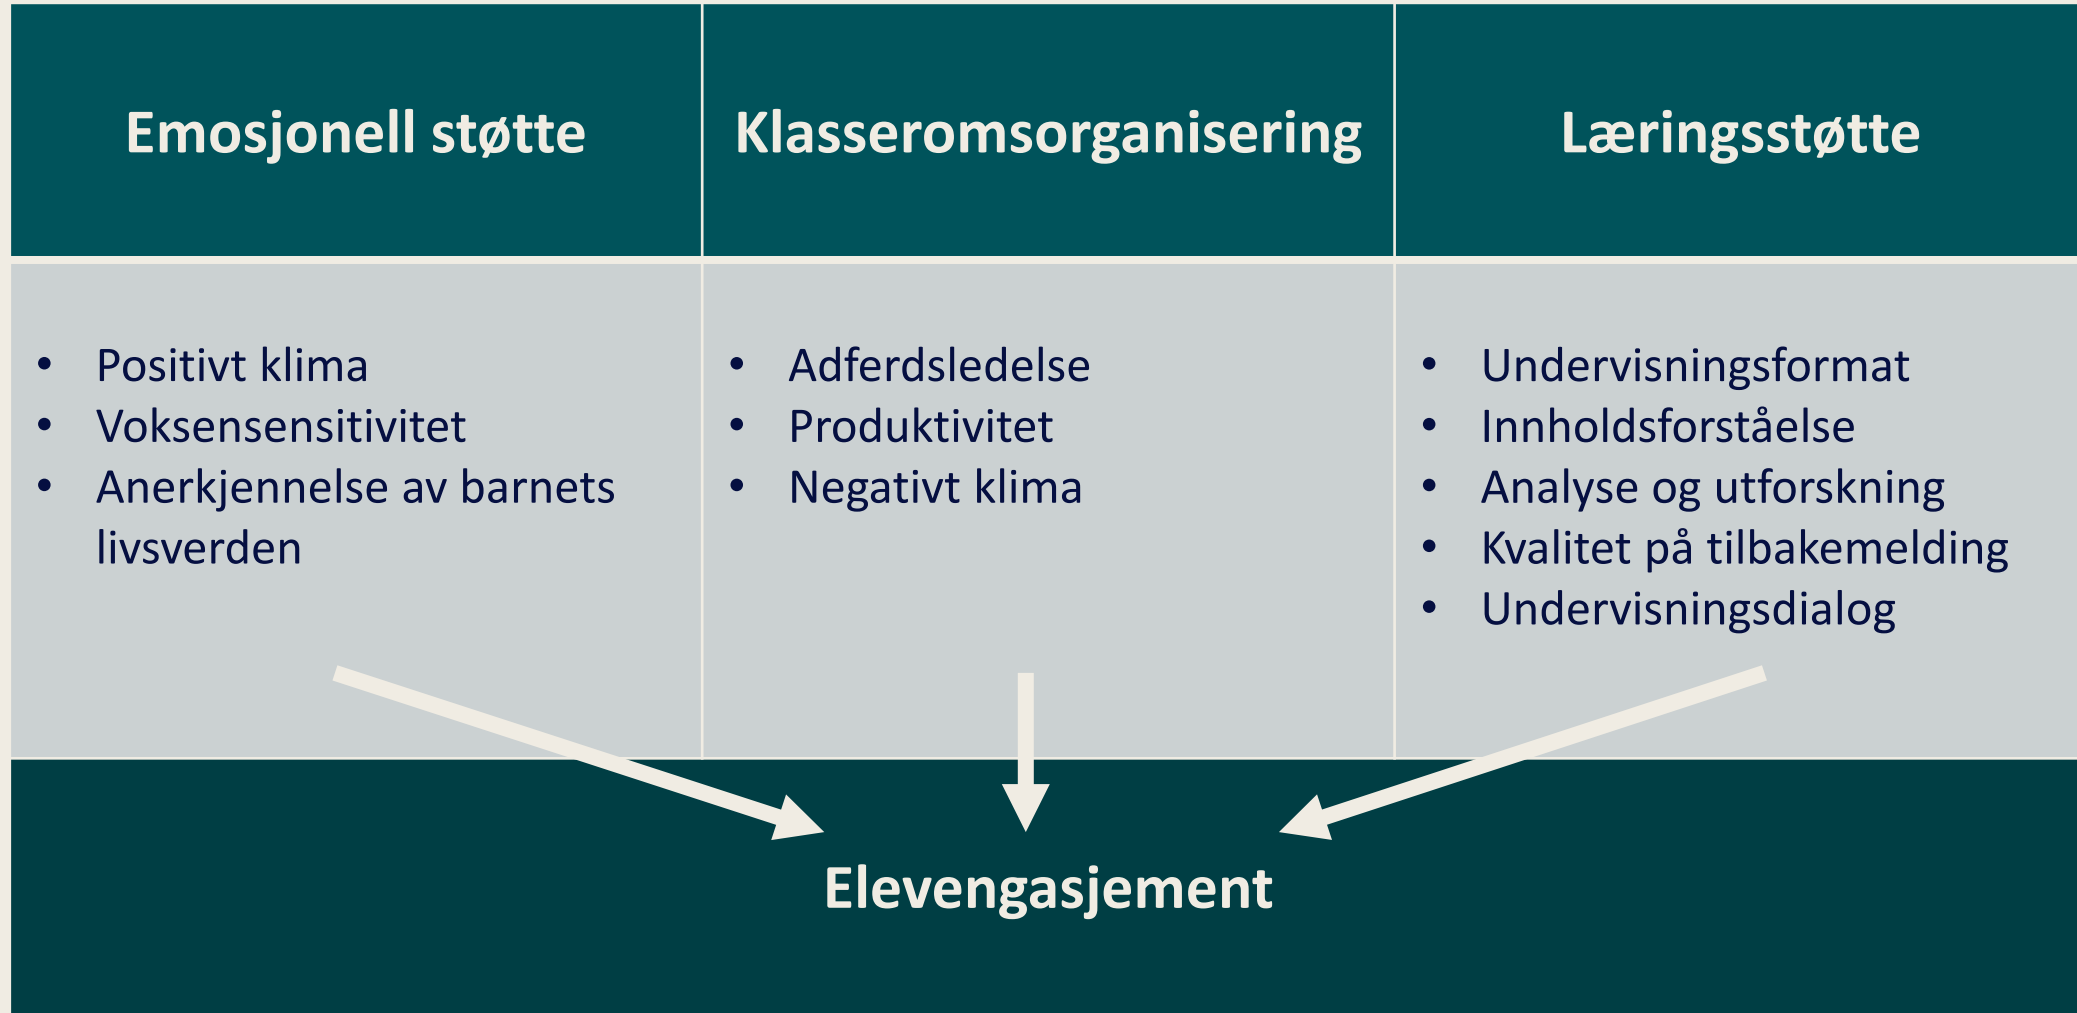 Emosjonell støtte
Klasseromsorganisering
Læringsstøtte
• Positivt klima
• Voksensensitivitet
• Anerkjennelse av barnets
livsverden
• Adferdsledelse
• Produktivitet
• Negativt klima
• Undervisningsformat
• Innholdsforståelse
• Analyse og utforskning
• Kvalitet på tilbakemelding
• Undervisningsdialog
Elevengasjement